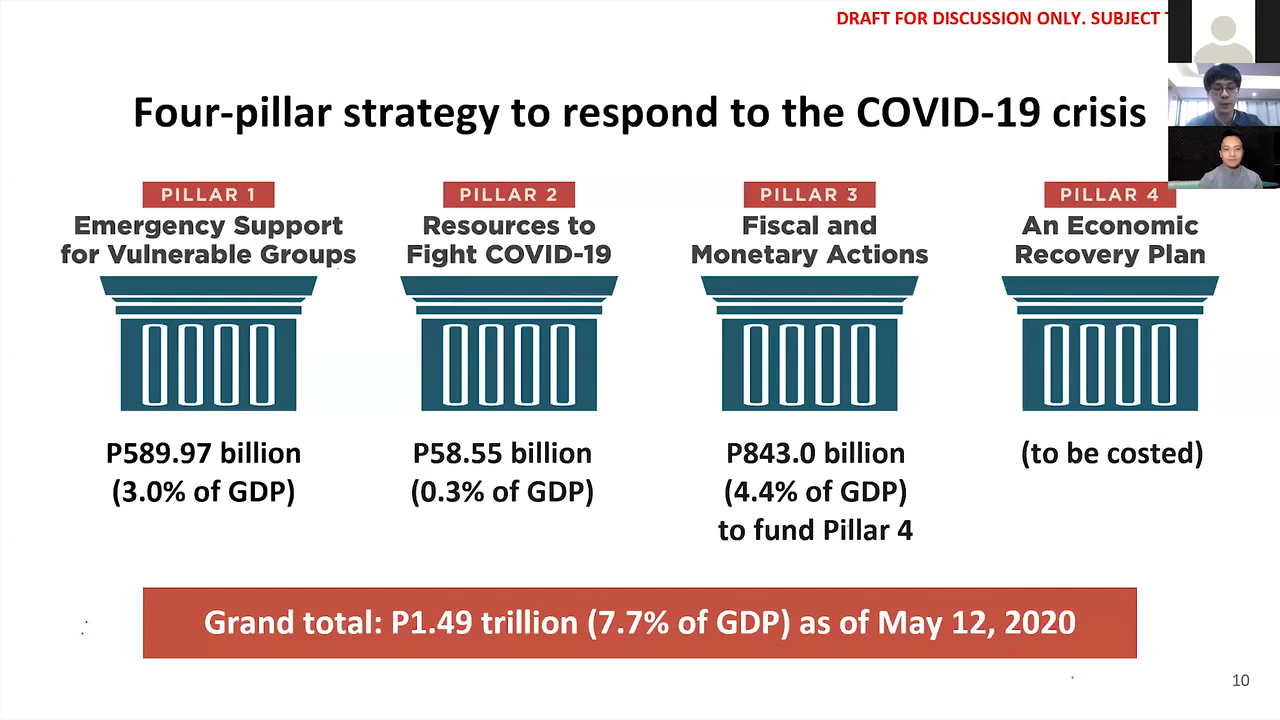 DRAFT FOR DISCUSSION ONLY. SUBJECT
Four-pillar strategy to respond to the COVID-19 crisis
PILLAR 1
Emergency Support
for Vulnerable Groups
P589.97 billion
(3.0% of GDP)
PILLAR 2
Resources to
Fight COVID-19
P58.55 billion
(0.3% of GDP)
PILLAR 3
Fiscal and
Monetary Actions
P843.0 billion
(4.4% of GDP)
to fund Pillar 4
PILLAR 4
An Economic
Recovery Plan
(to be costed)
Grand total: P1.49 trillion (7.7% of GDP) as of May 12, 2020
10